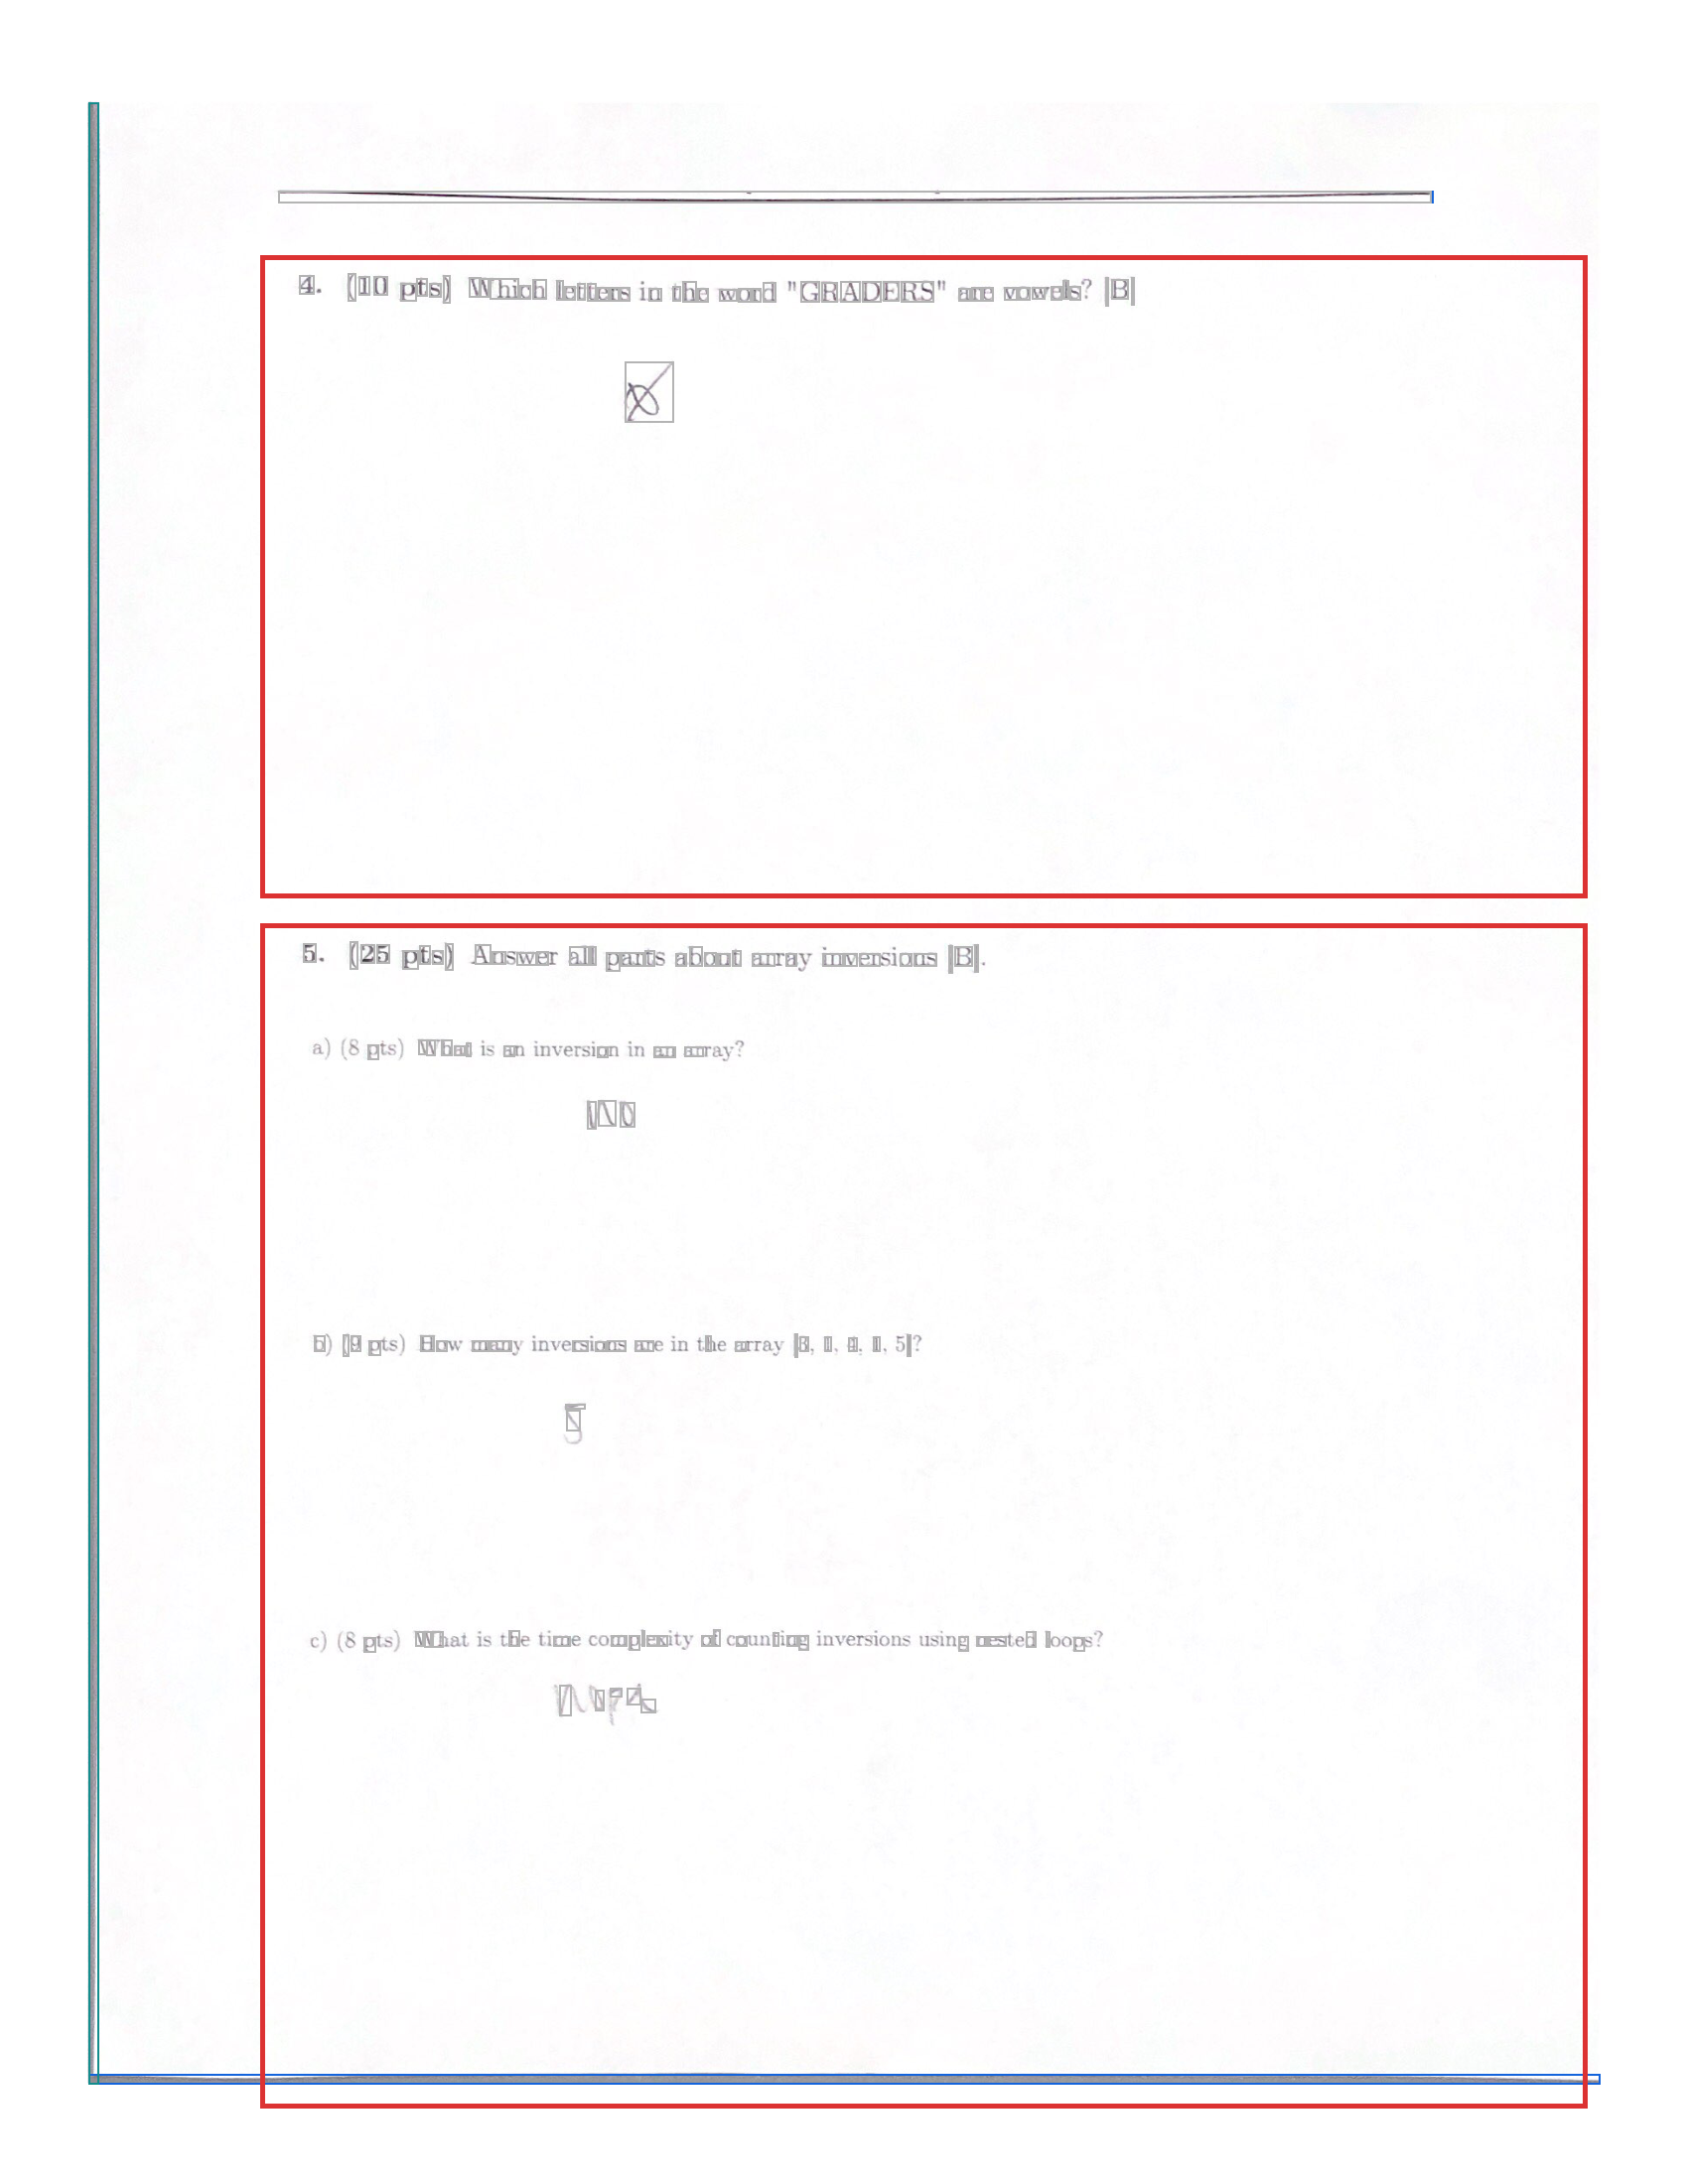 4. (10 pts) Which letters in the word "GRADERS" are vowels? [B]
5. (25 pts) Answer all parts about array inversions [B].
a) (8 pts) What is an inversion in an array?
NO
b) (9 pts) How many inversions are in the array [3, 1, 4, 1, 5]?
5
c) (8 pts) What is the time complexity of counting inversions using nested loops?